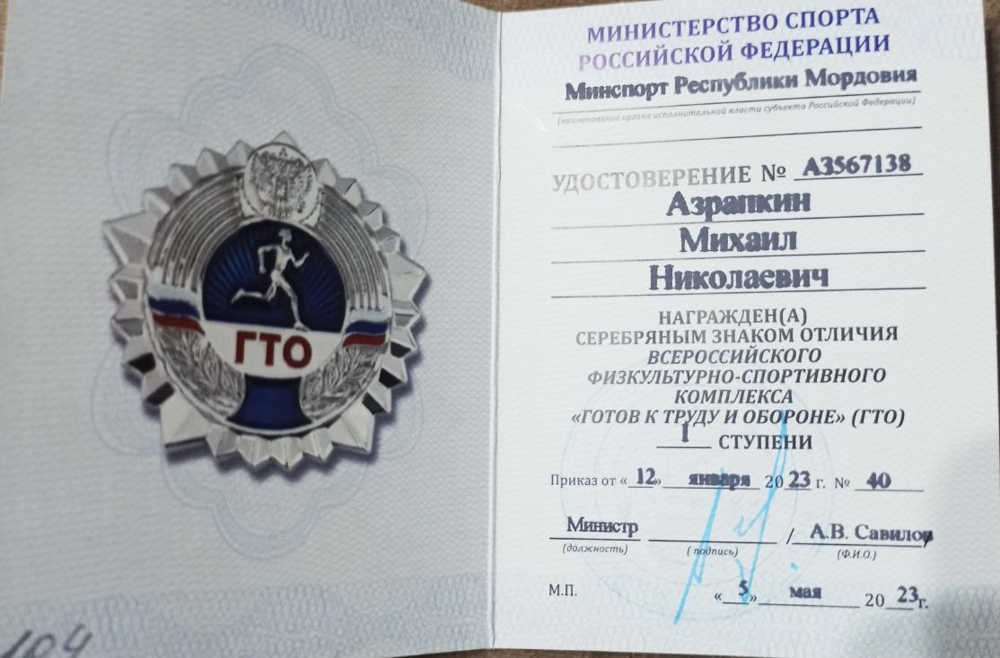 ГТО
104
МИНИСТЕРСТВО СПОРТА
РОССИЙСКОЙ ФЕДЕРАЦИИ
Минспорт Республики Мордовия
(наименование органа исполнительной власти субъекта Российской Федерации)
УДОСТОВЕРЕНИЕ № А3567138
Азрапкин
Михаил
Николаевич
НАГРАЖДЕН(А)
СЕРЕБРЯНЫМ ЗНАКОМ ОТЛИЧИЯ
ВСЕРОССИЙСКОГО
ФИЗКУЛЬТУРНО-СПОРТИВНОГО
КОМПЛЕКСА
«ГОТОВ К ТРУДУ И ОБОРОНЕ» (ГТО)
I СТУПЕНИ
Приказ от «12» января 2023 г. № 40
Министр / А.В. Савилов
(должность) (подпись) (Ф.И.О.)
М.П. «5» мая 2023г.